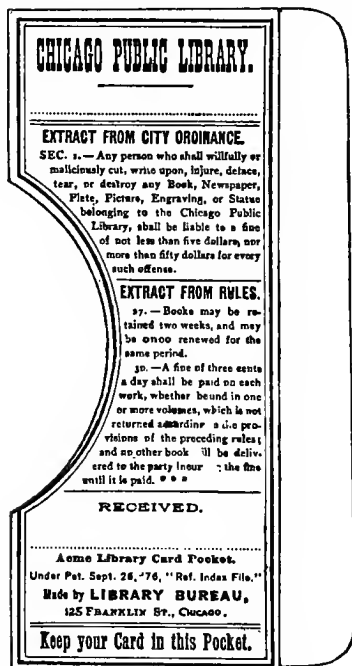 CHICAGO PUBLIC LIBRARY.
EXTRACT FROM CITY ORDINANCE.
SEC. 1.—Any person who shall willfully or
maliciously cut, write upon, injure, deface,
tear, or destroy any Book, Newspaper,
Plate, Picture, Engraving, or Statue
belonging to the Chicago Public
Library, shall be liable to a fine
of not less than five dollars, nor
more than fifty dollars for every
such offense.
EXTRACT FROM RULES.
27.—Books may be re-
tained two weeks, and may
be once renewed for the
same period.
30.—A fine of three cents
a day shall be paid on each
work, whether bound in one
or more volumes, which is not
returned pro-
visions of the preceding rules;
and no other book be deliv-
ered to the party the fine
until it is paid. * * *
RECEIVED.
Acme Library Card Pocket.
Under Pat. Sept. 26, '76, "Ref. Index File."
Made by LIBRARY BUREAU,
125 FRANKLIN ST., CHICAGO.
Keep your Card in this Pocket.